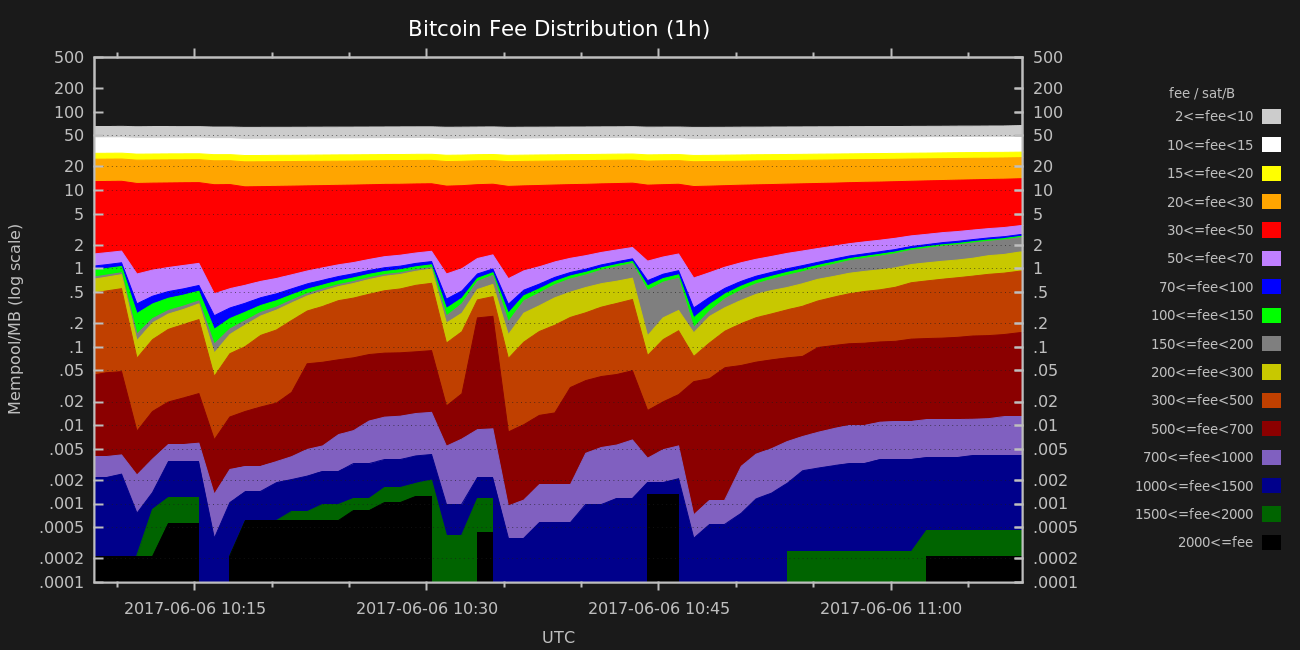 Bitcoin Fee Distribution (1h)
Mempool/MB (log scale)
500
200
100
50
20
10
5
2
1
.5
.2
.1
.05
.02
.01
.005
.002
.001
.0005
.0002
.0001
500
200
100
50
20
10
5
2
1
.5
.2
.1
.05
.02
.01
.005
.002
.001
.0005
.0002
.0001
2017-06-06 10:15
2017-06-06 10:30
2017-06-06 10:45
2017-06-06 11:00
UTC
fee / sat/B
2<=fee<10
10<=fee<15
15<=fee<20
20<=fee<30
30<=fee<50
50<=fee<70
70<=fee<100
100<=fee<150
150<=fee<200
200<=fee<300
300<=fee<500
500<=fee<700
700<=fee<1000
1000<=fee<1500
1500<=fee<2000
2000<=fee